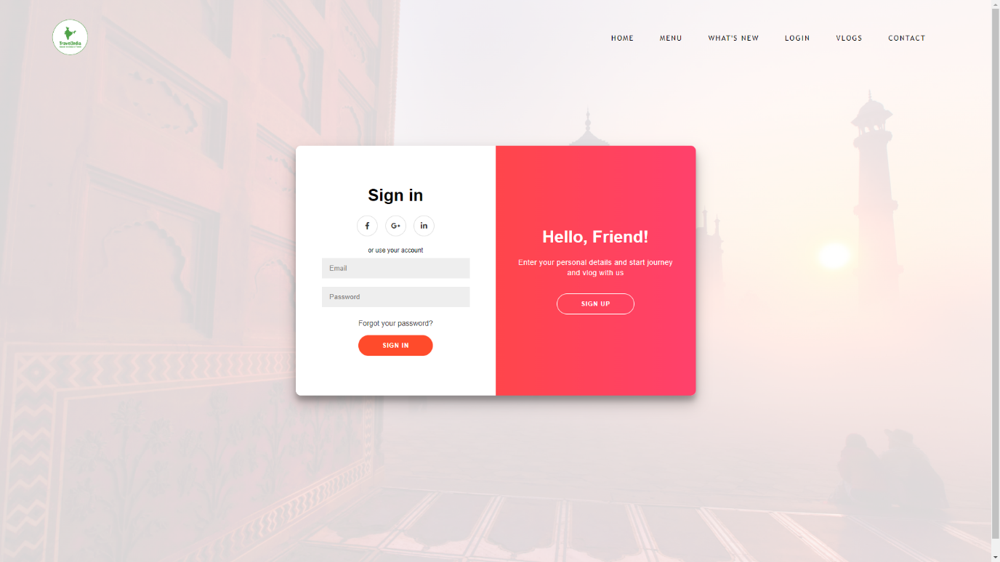 TravelIndia
HOME MENU WHAT'S NEW LOGIN VLOGS CONTACT
Sign in
f G+ in
or use your account
Email
Password
Forgot your password?
SIGN IN
Hello, Friend!
Enter your personal details and start journey
and vlog with us
SIGN UP